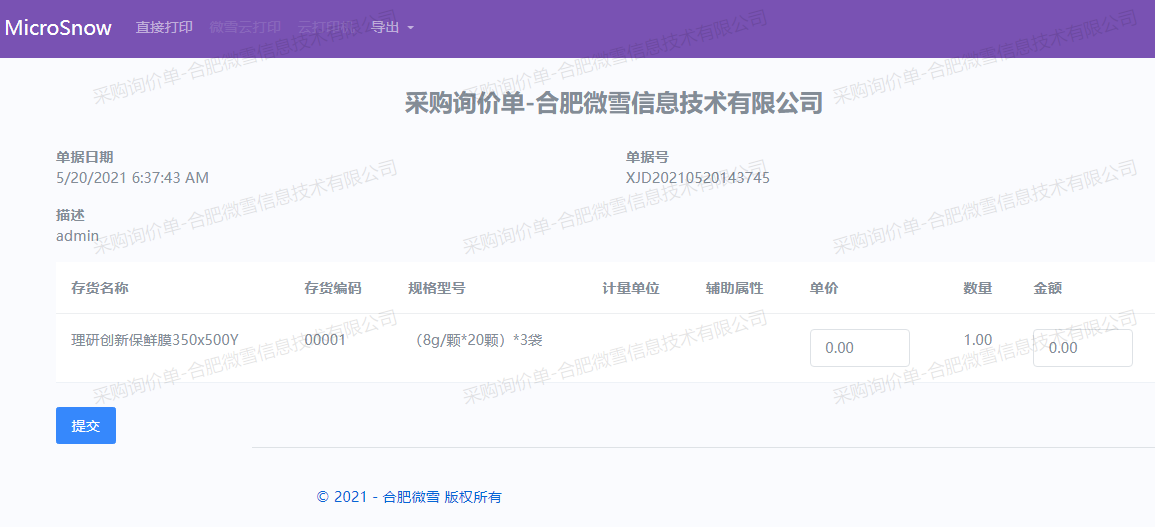 MicroSnow 直接打印 微雪云打印 云打印机 导出
采购询价单-合肥微雪信息技术有限公司
采购询价单-合肥微雪信息技术有限公司
采购询价单-合肥微雪信息技术有限公司
采购询价单-合肥微雪信息技术有限公司
单据日期 单据号
5/20/2021 6:37:43 AM XJD20210520143745
采购询价单-合肥微雪信息技术有限公司
采购询价单-合肥微雪信息技术有限公司
采购询价单-合肥微雪信息技术有限公司
描述
admin
存货名称 存货编码 规格型号 计量单位 辅助属性 单价 数量 金额
理研创新保鲜膜350x500Y 00001 （8g/颗*20颗）*3袋 0.00 1.00 0.00
采购询价单-合肥微雪信息技术有限公司
采购询价单-合肥微雪信息技术有限公司
采购询价单-合肥微雪信息技术有限公司
提交
© 2021 - 合肥微雪 版权所有